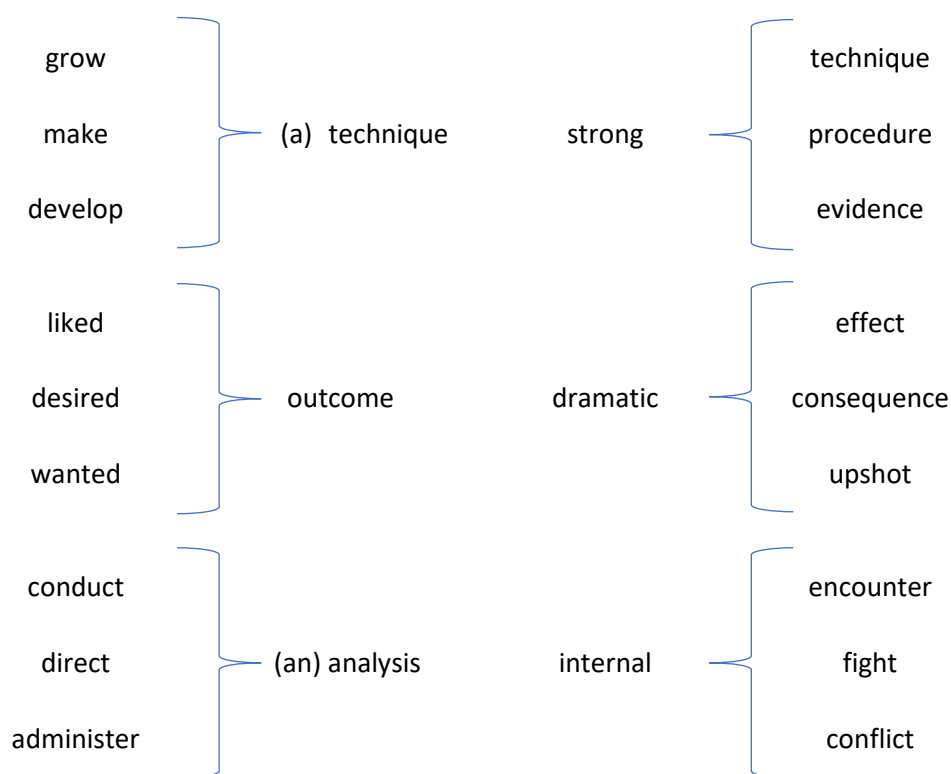 grow technique
make (a) technique strong procedure
develop evidence
liked effect
desired outcome dramatic consequence
wanted upshot
conduct encounter
direct (an) analysis internal fight
administer conflict